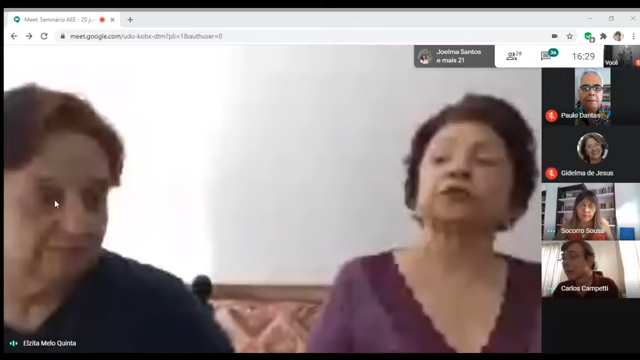 Meet: Seminário AEE - 20 ju
meet.google.com/udu-kobx-dtm?pli=1&authuser=0
Joelma Santos
e mais 21
28
36
16:29
Você
Paulo Dantas
Gidelma de Jesus
Socorro Sousa
Carlos Campetti
Elzita Melo Quinta